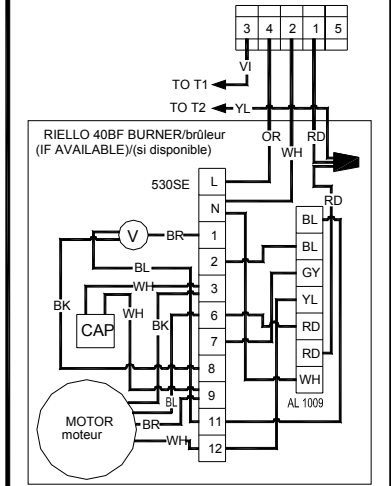 3 4 2 1 5
VI
TO T1
TO T2 YL
OR RD
WH
RIELLO 40BF BURNER/brûleur
(IF AVAILABLE)/(si disponible)
530SE
L
N
1
2
3
6
7
8
9
11
12
RD
BL
BL
GY
YL
RD
RD
WH
AL 1009
V
BR
BL
WH
WH
BK
BK
CAP
BL
BR
WH
MOTOR
moteur